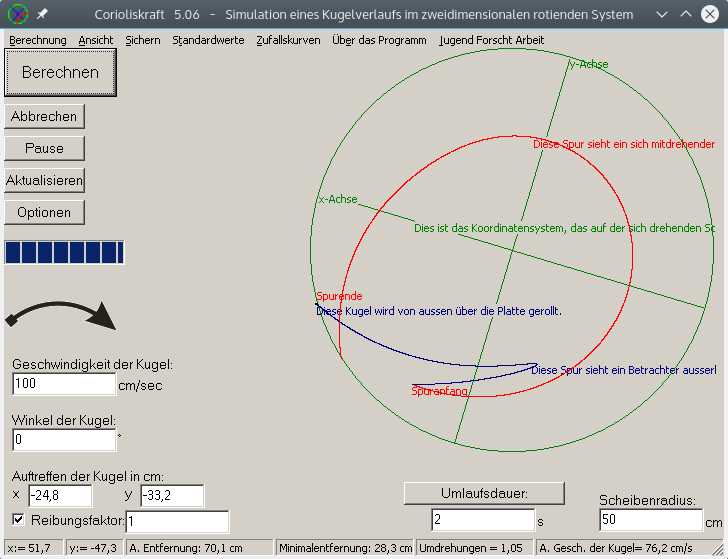 Corioliskraft 5.06 - Simulation eines Kugelverlaufs im zweidimensionalen rotienden System
Berechnung Ansicht Sichern Standardwerte Zufallskurven Über das Programm Jugend Forscht Arbeit
Berechnen
Abbrechen
Pause
Aktualisieren
Optionen
y-Achse
Diese Spur sieht ein sich mitdrehender
x-Achse
Dies ist das Koordinatensystem, das auf der sich drehenden Sc
Spurende
Diese Kugel wird von aussen über die Platte gerollt.
Diese Spur sieht ein Betrachter ausserl
Spuranfang
Geschwindigkeit der Kugel:
100 cm/sec
Winkel der Kugel:
0 °
Auftreffen der Kugel in cm:
x -24,8 y -33,2
Reibungsfaktor: 1
Umlaufsdauer:
2 s
Scheibenradius:
50 cm
x:= 51,7 y:= -47,3 A. Entfernung: 70,1 cm Minimalentfernung: 28,3 cm Umdrehungen = 1,05 A. Gesch. der Kugel= 76,2 cm/s